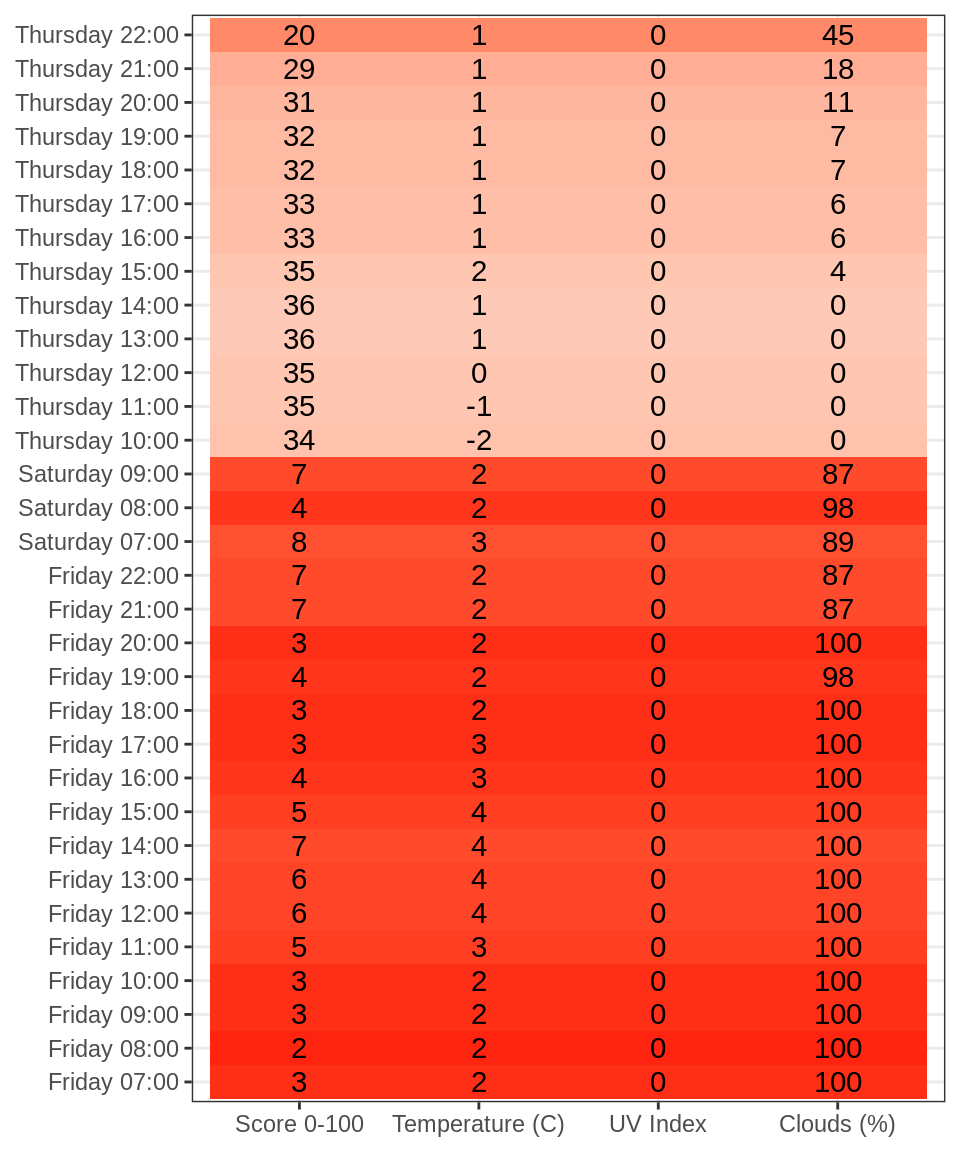 Thursday 22:00 20 1 0 45
Thursday 21:00 29 1 0 18
Thursday 20:00 31 1 0 11
Thursday 19:00 32 1 0 7
Thursday 18:00 32 1 0 7
Thursday 17:00 33 1 0 6
Thursday 16:00 33 1 0 6
Thursday 15:00 35 2 0 4
Thursday 14:00 36 1 0 0
Thursday 13:00 36 1 0 0
Thursday 12:00 35 0 0 0
Thursday 11:00 35 -1 0 0
Thursday 10:00 34 -2 0 0
Saturday 09:00 7 2 0 87
Saturday 08:00 4 2 0 98
Saturday 07:00 8 3 0 89
Friday 22:00 7 2 0 87
Friday 21:00 7 2 0 87
Friday 20:00 3 2 0 100
Friday 19:00 4 2 0 98
Friday 18:00 3 2 0 100
Friday 17:00 3 3 0 100
Friday 16:00 4 3 0 100
Friday 15:00 5 4 0 100
Friday 14:00 7 4 0 100
Friday 13:00 6 4 0 100
Friday 12:00 6 4 0 100
Friday 11:00 5 3 0 100
Friday 10:00 3 2 0 100
Friday 09:00 3 2 0 100
Friday 08:00 2 2 0 100
Friday 07:00 3 2 0 100
Score 0-100 Temperature (C) UV Index Clouds (%)